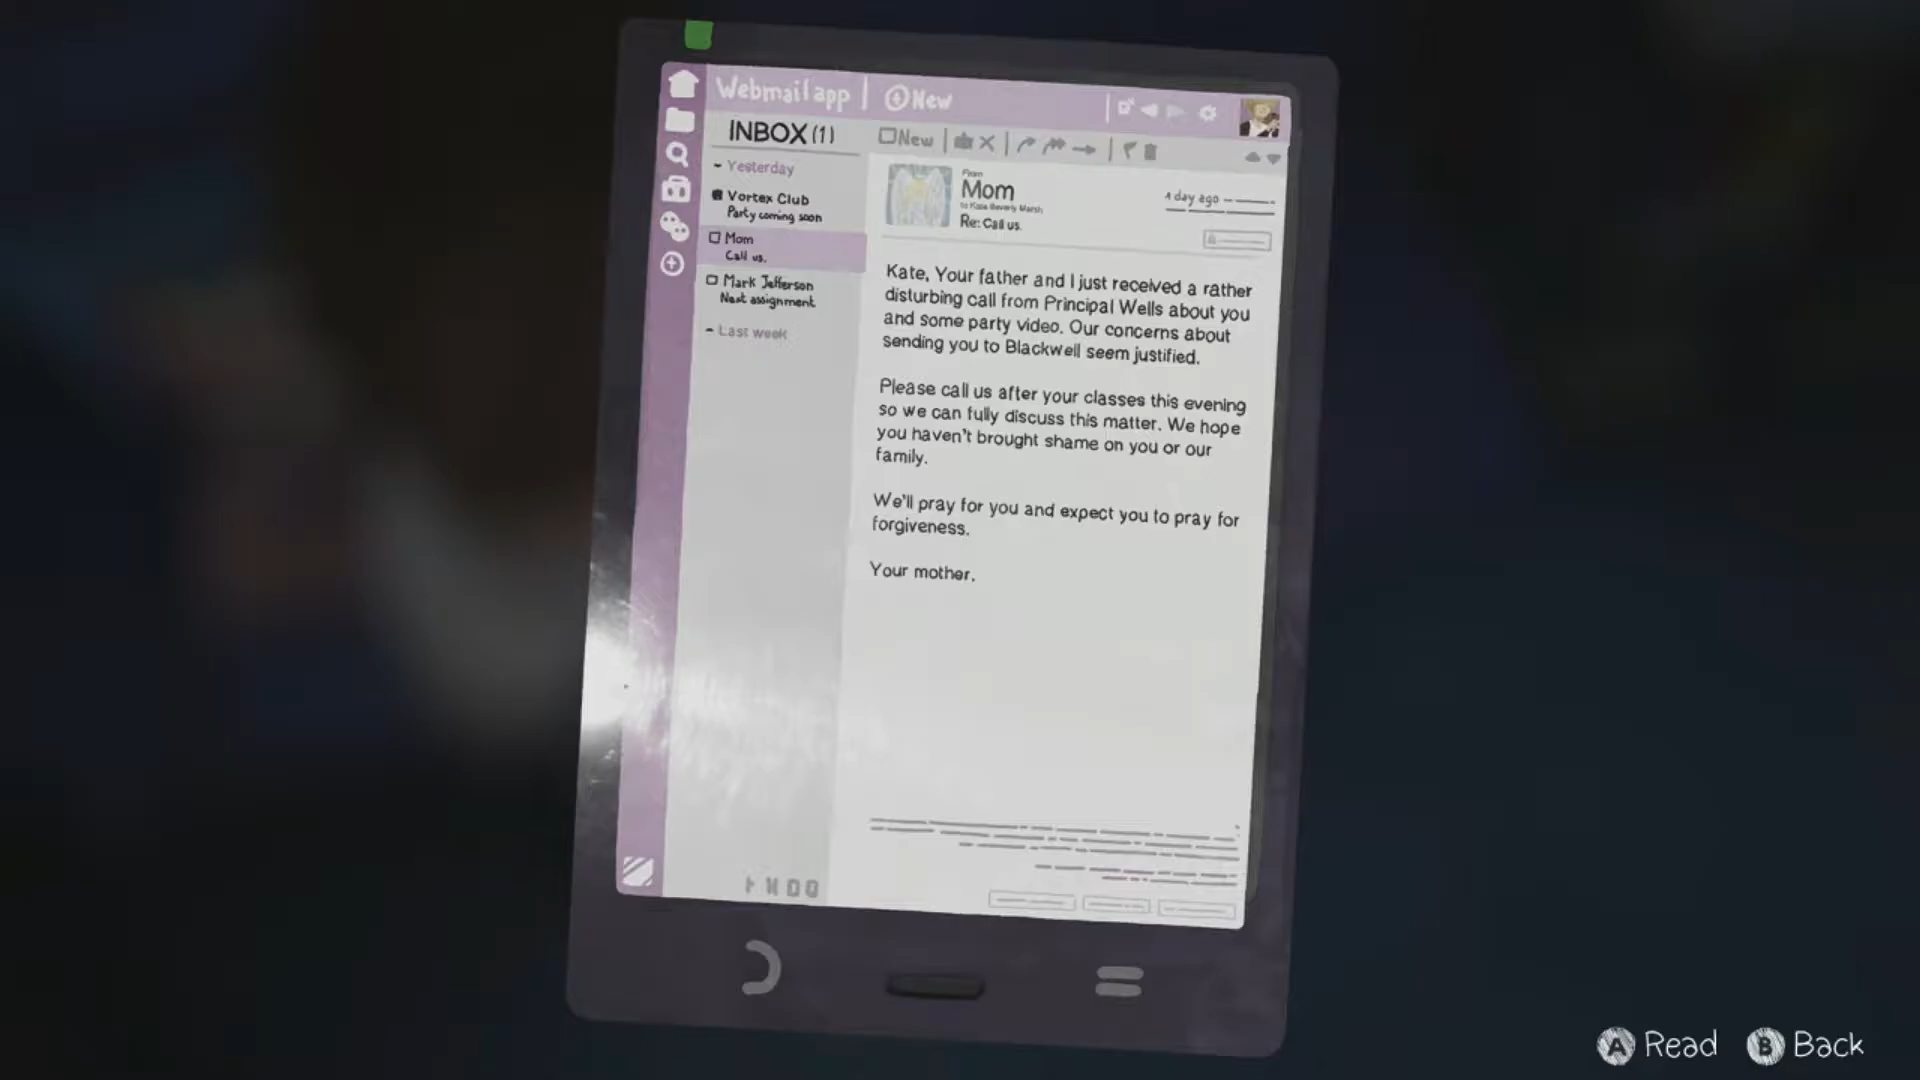 Webmail app | New
INBOX (1)
New
- Yesterday
Vortex Club
Party coming soon
Mom
Call us.
Mark Jefferson
Next assignment
- Last week
From
Mom
to Kate Beverly Marsh
Re: Call us.
1 day ago
Kate, Your father and I just received a rather
disturbing call from Principal Wells about you
and some party video. Our concerns about
sending you to Blackwell seem justified.
Please call us after your classes this evening
so we can fully discuss this matter. We hope
you haven't brought shame on you or our
family.
We'll pray for you and expect you to pray for
forgiveness.
Your mother.
A Read B Back